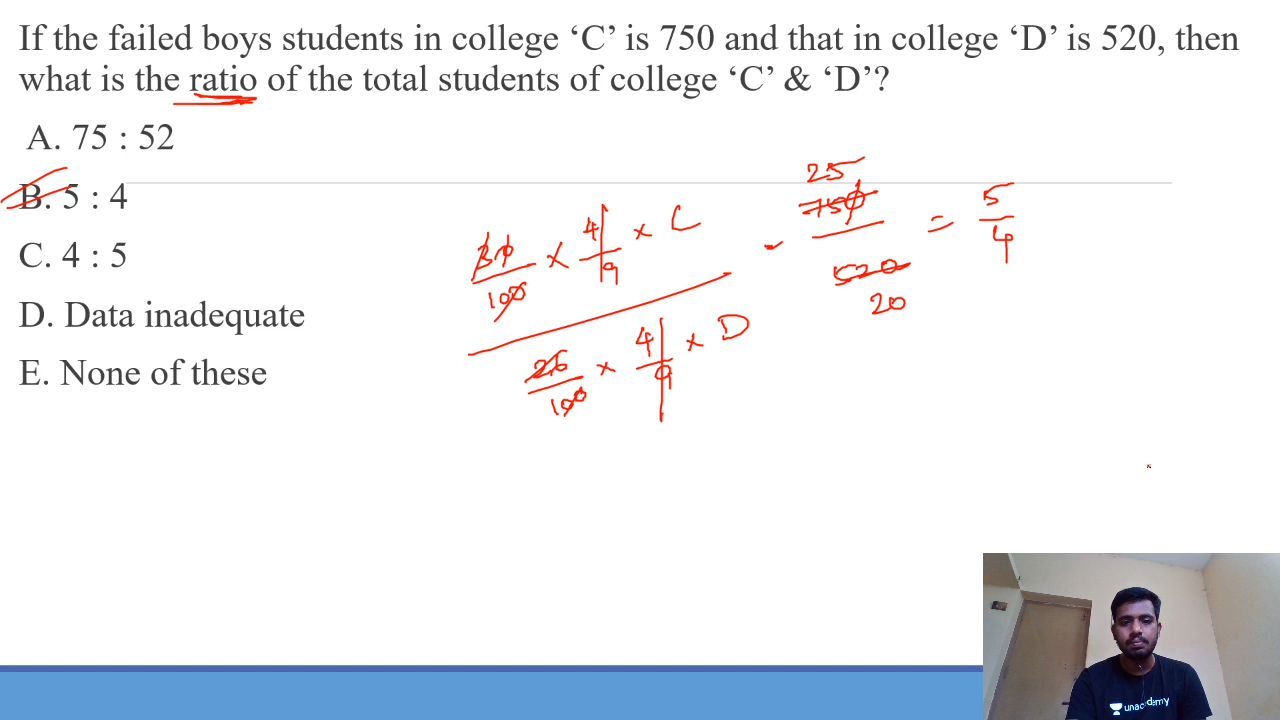 If the failed boys students in college ‘C’ is 750 and that in college ‘D’ is 520, then
what is the ratio of the total students of college ‘C’ & ‘D’?
A. 75 : 52
B. 5 : 4
C. 4 : 5
D. Data inadequate
E. None of these
30/100 × 4/9 × C
26/100 × 4/9 × D
25
750
520
20
= 5/4
unacademy